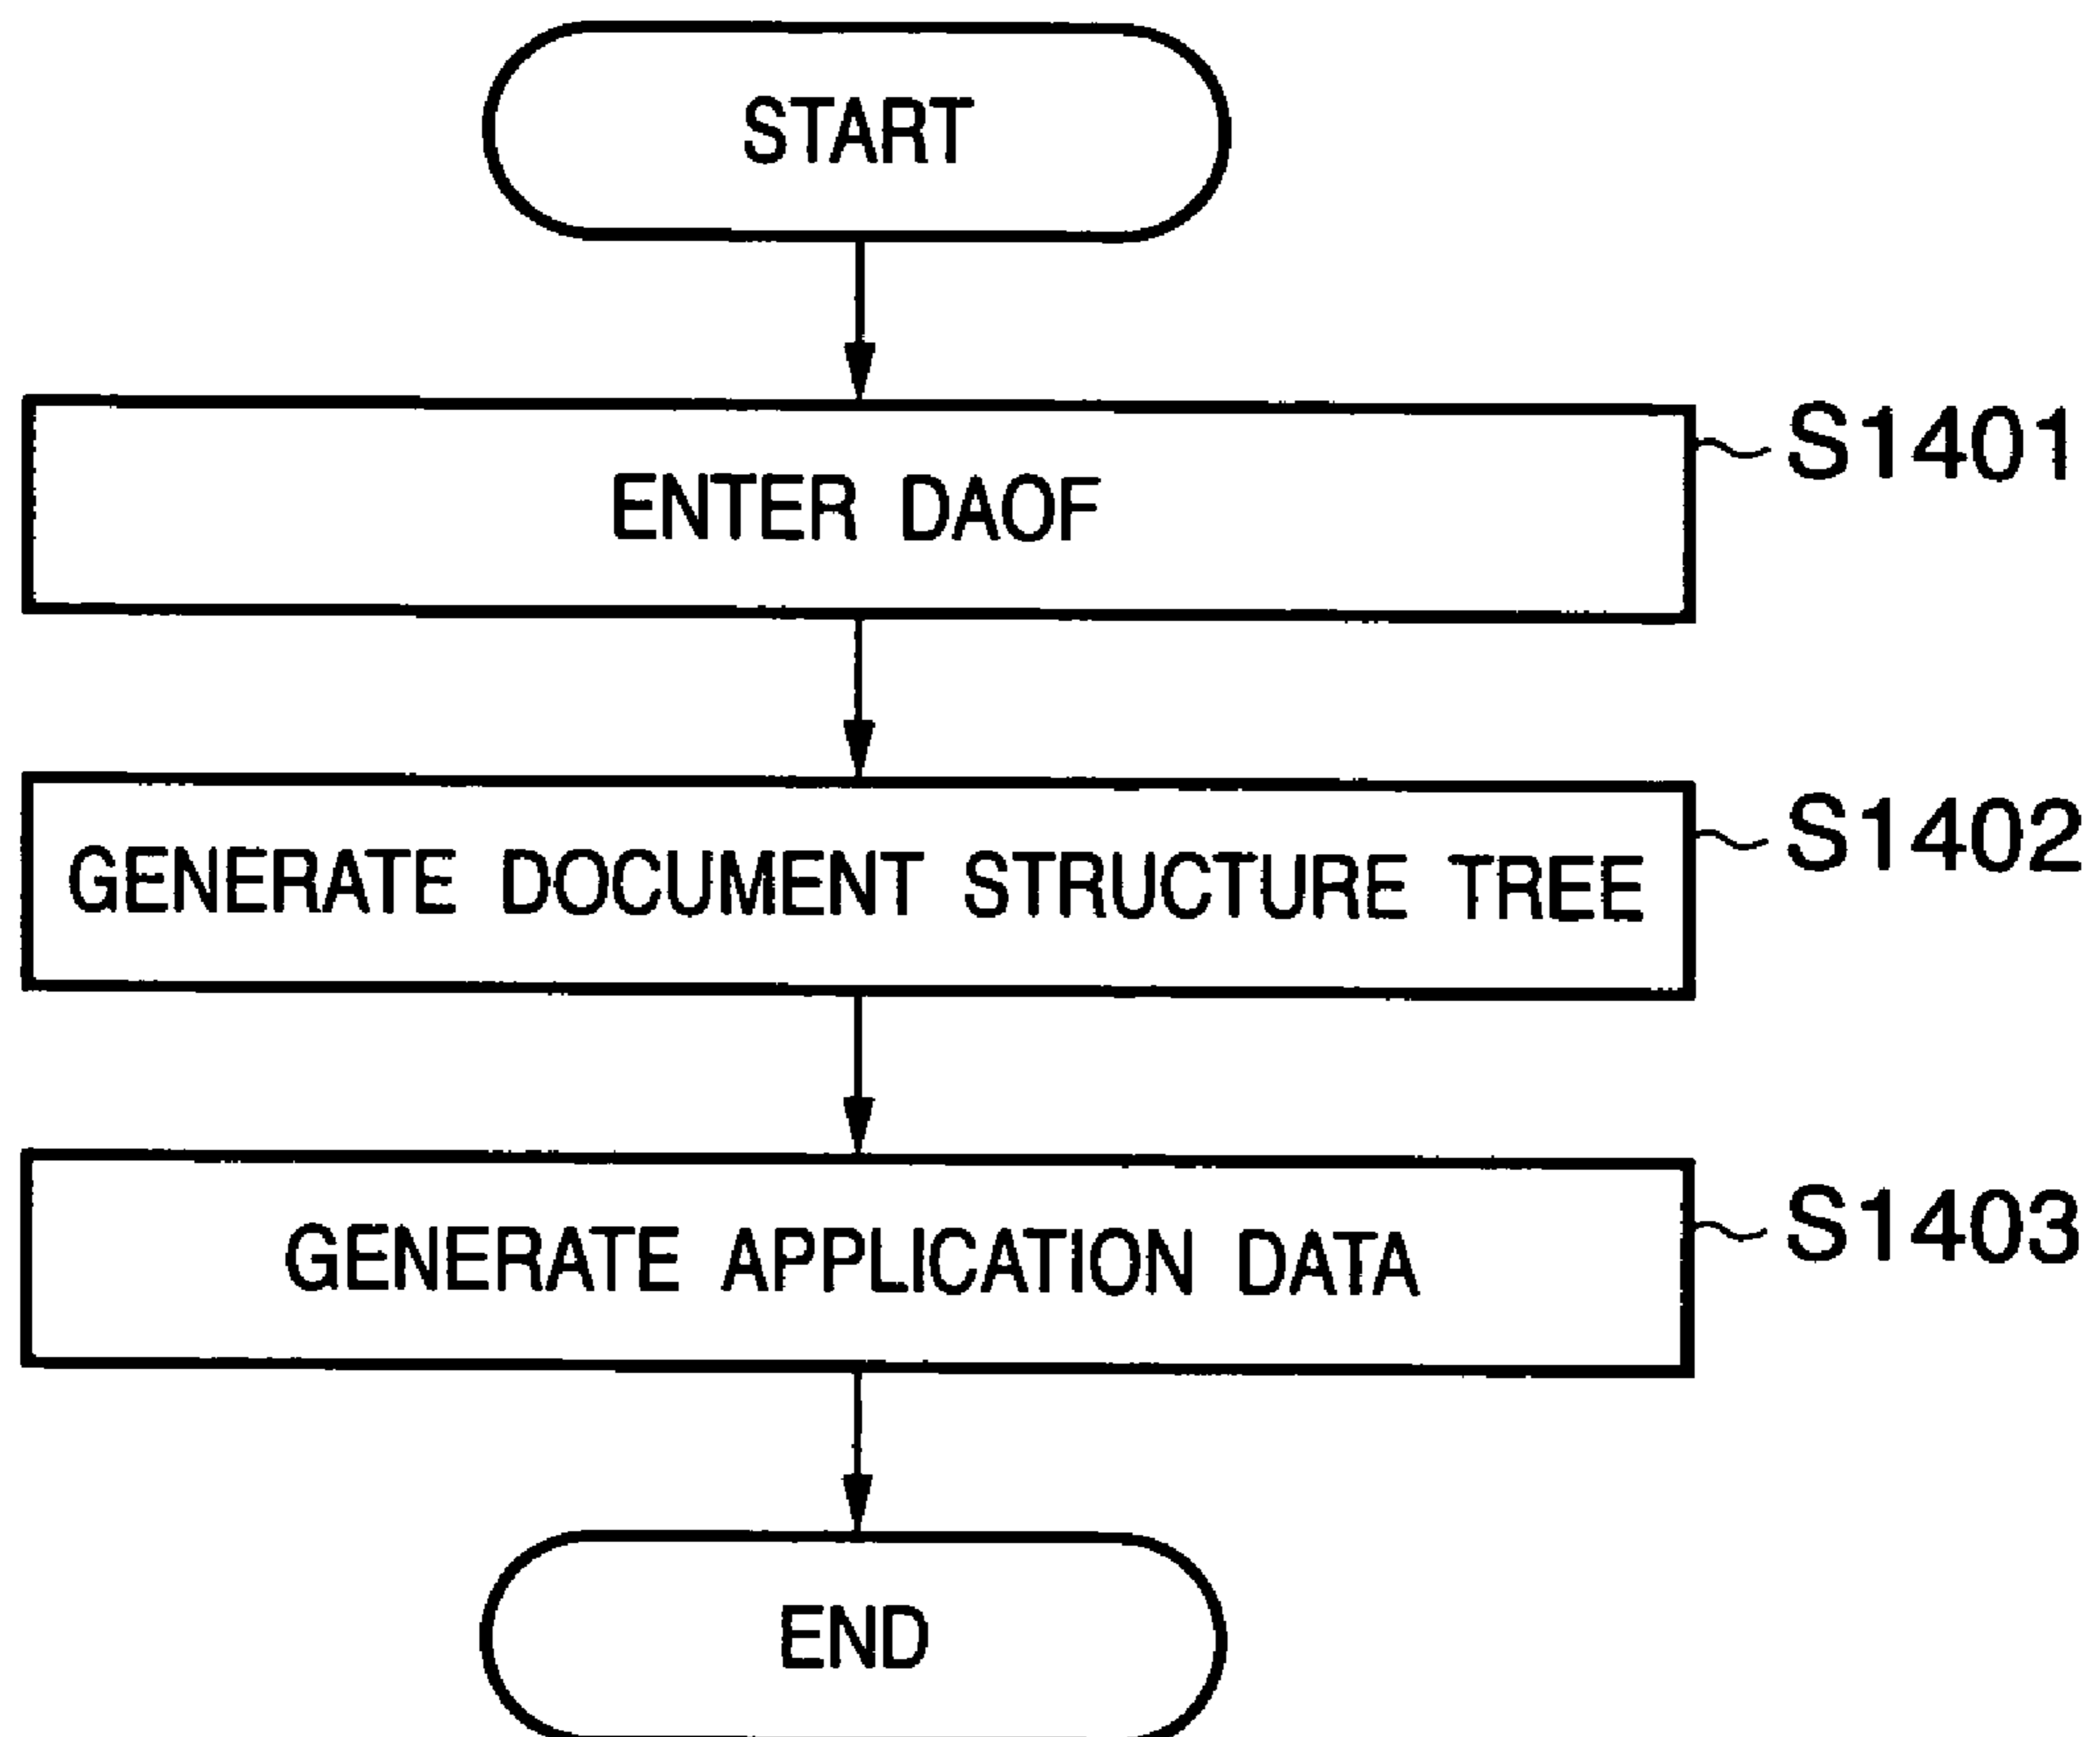 START
ENTER DAOF
S1401
GENERATE DOCUMENT STRUCTURE TREE
S1402
GENERATE APPLICATION DATA
S1403
END